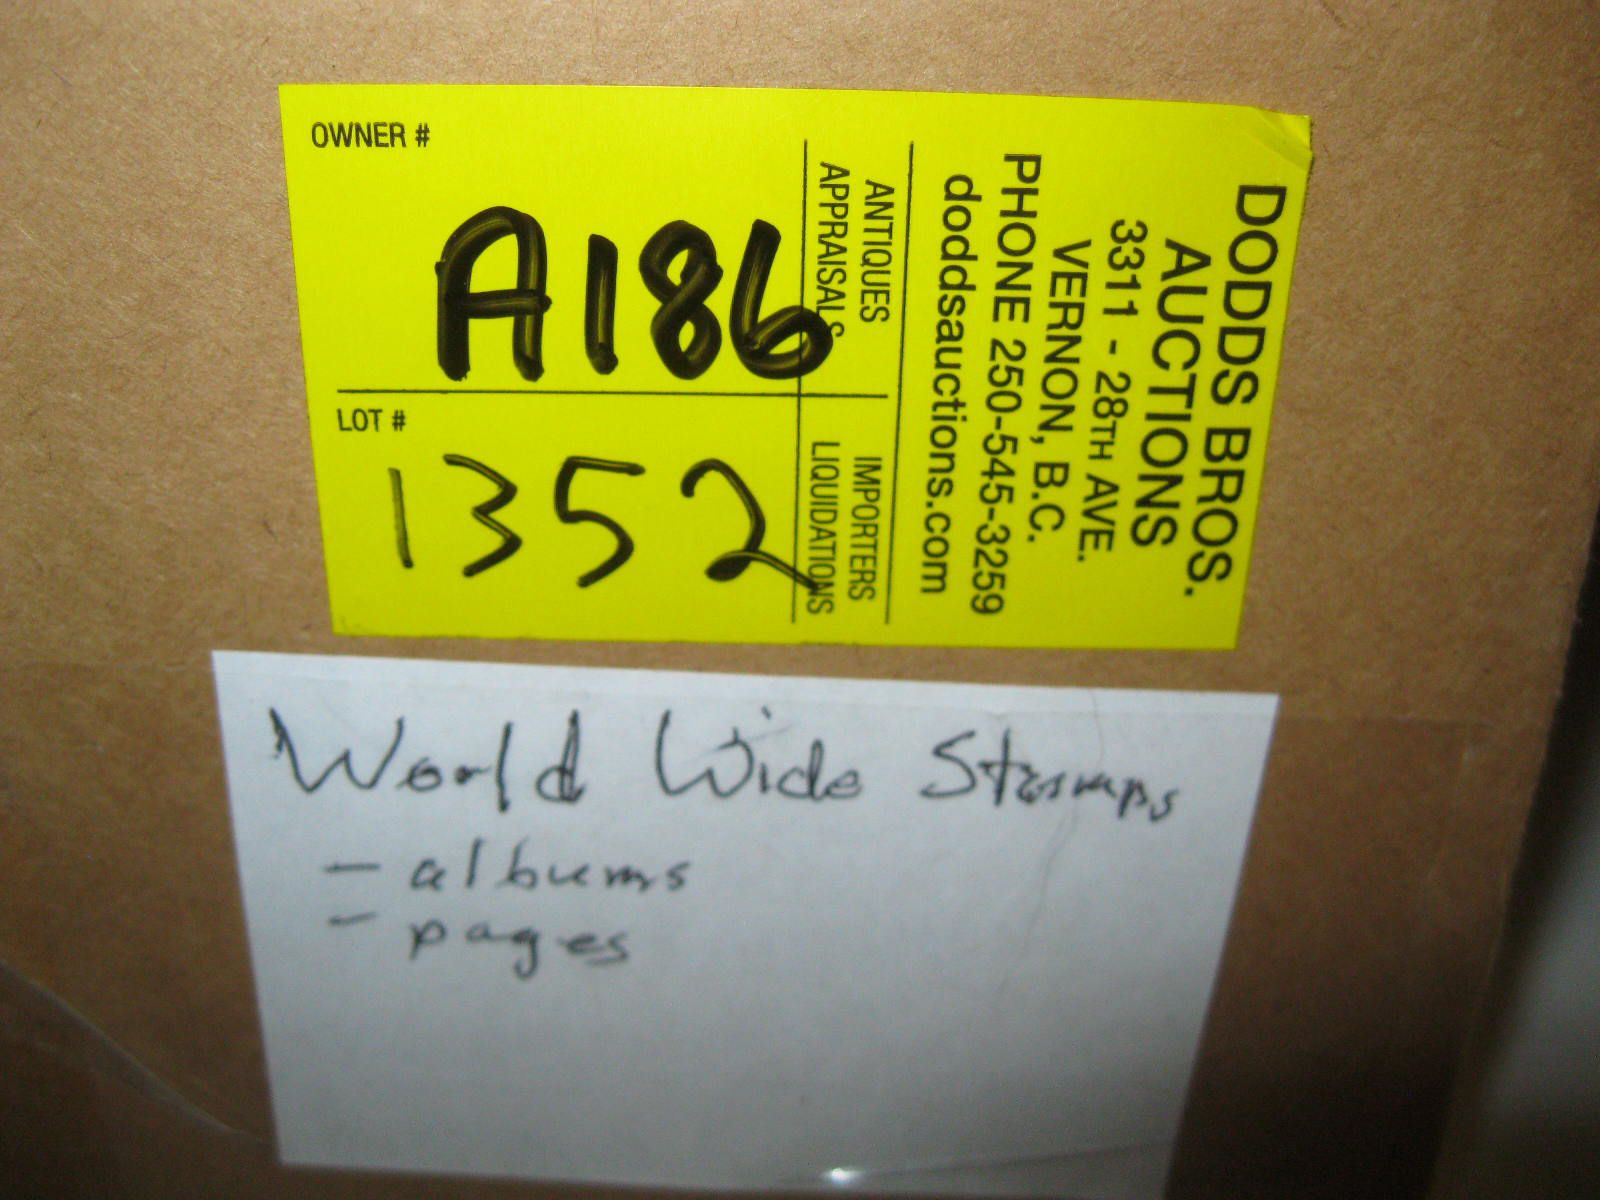 OWNER #
A186
LOT #
1352
ANTIQUES
APPRAISALS
IMPORTERS
LIQUIDATIONS
DODDS BROS.
AUCTIONS
3311 - 28TH AVE.
VERNON, B.C.
PHONE 250-545-3259
doddsauctions.com
World Wide Stamps
- albums
- pages